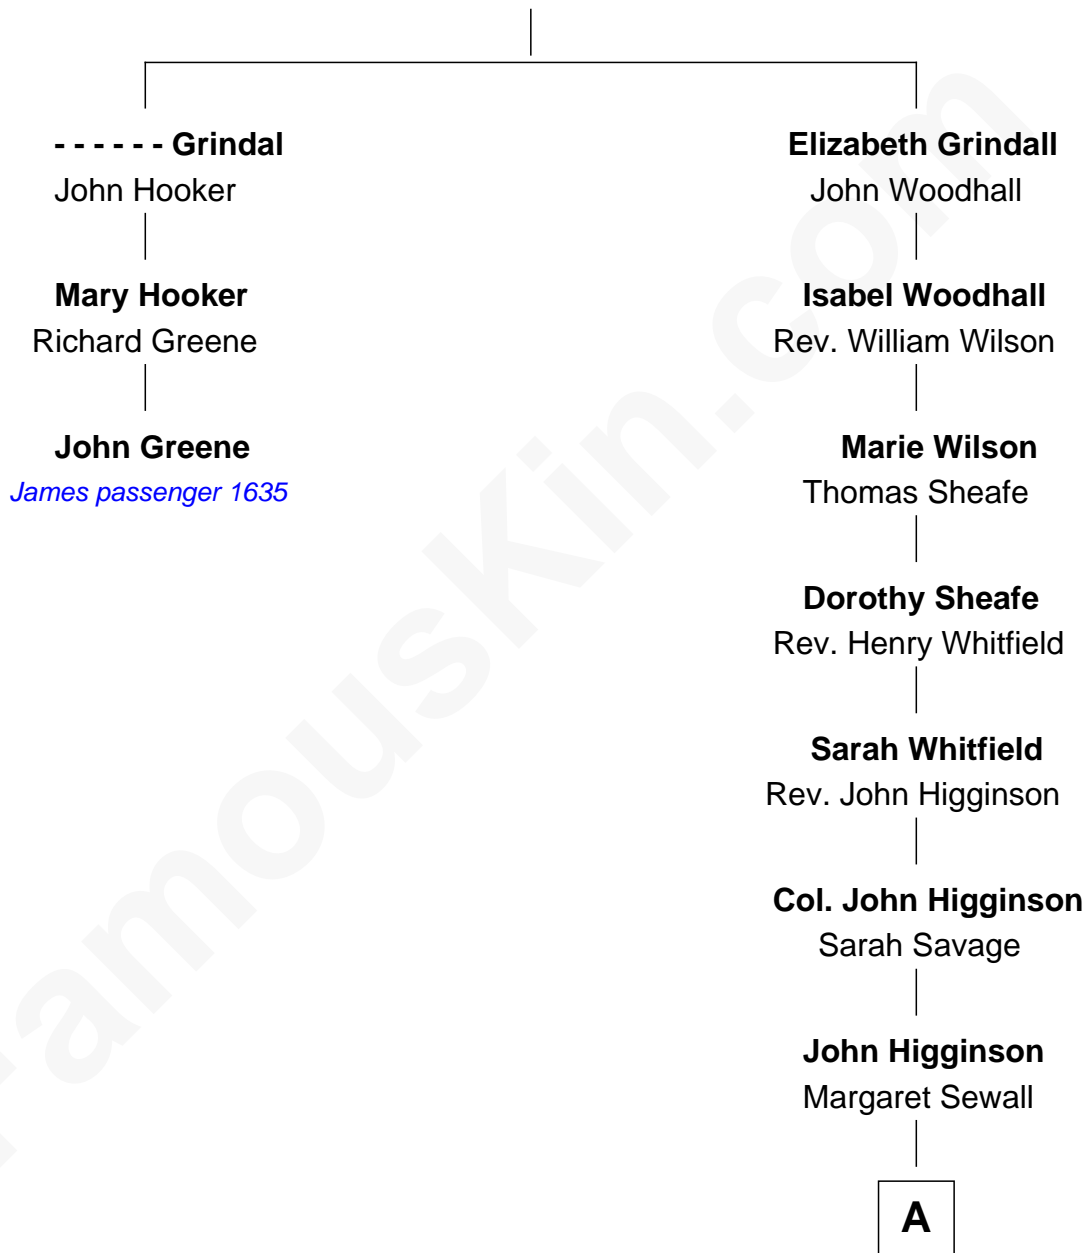 - - - - - - Grindal
John Hooker
Mary Hooker
Richard Greene
John Greene
James passenger 1635
Elizabeth Grindall
John Woodhall
Isabel Woodhall
Rev. William Wilson
Marie Wilson
Thomas Sheafe
Dorothy Sheafe
Rev. Henry Whitfield
Sarah Whitfield
Rev. John Higginson
Col. John Higginson
Sarah Savage
John Higginson
Margaret Sewall
A
FamousKin.com